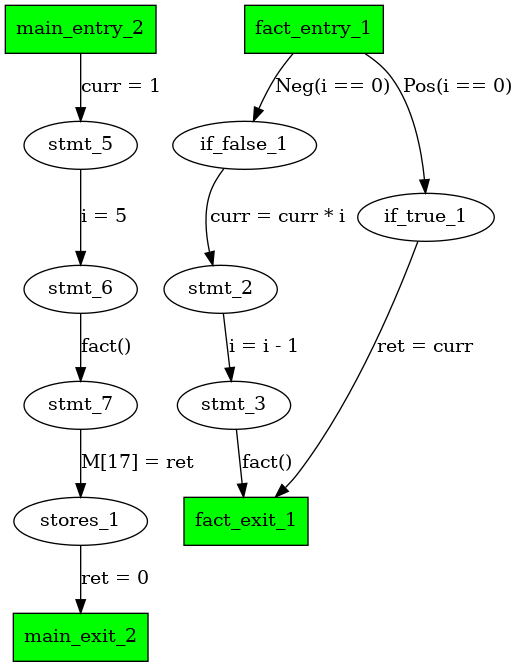 main_entry_2
fact_entry_1
curr = 1
Neg(i == 0)
Pos(i == 0)
stmt_5
if_false_1
i = 5
curr = curr * i
if_true_1
stmt_6
stmt_2
fact()
i = i - 1
ret = curr
stmt_7
stmt_3
M[17] = ret
fact()
stores_1
fact_exit_1
ret = 0
main_exit_2